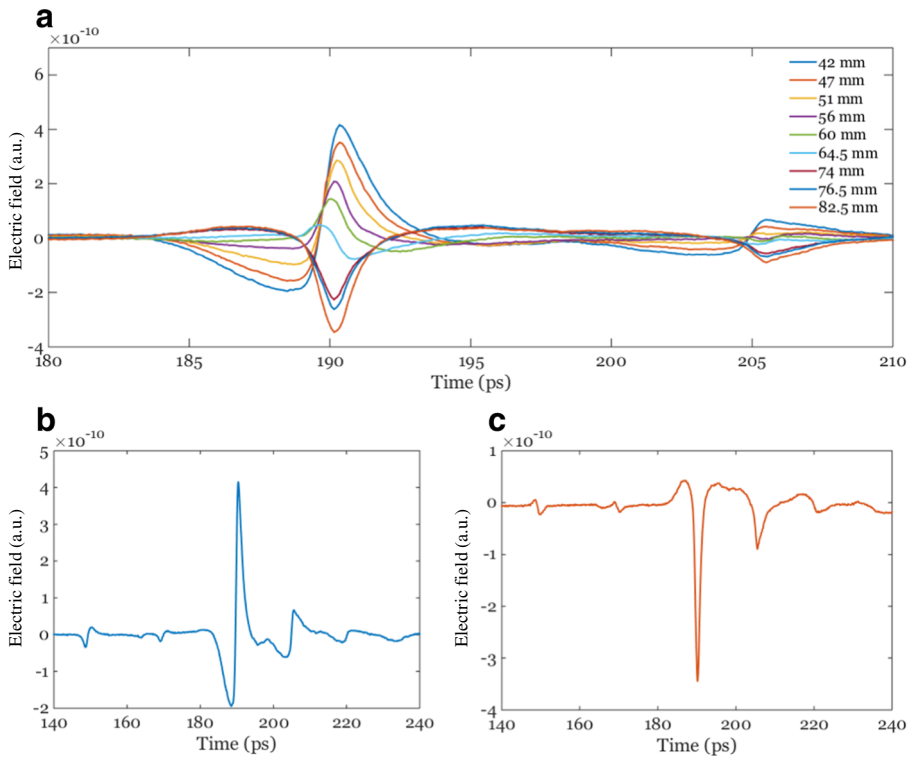 a
×10⁻¹⁰
6
4
2
0
-2
-4
Electric field (a.u.)
42 mm
47 mm
51 mm
56 mm
60 mm
64.5 mm
74 mm
76.5 mm
82.5 mm
180 185 190 195 200 205 210
Time (ps)
b
×10⁻¹⁰
5
4
3
2
1
0
-1
-2
Electric field (a.u.)
140 160 180 200 220 240
Time (ps)
c
×10⁻¹⁰
1
0
-1
-2
-3
-4
Electric field (a.u.)
140 160 180 200 220 240
Time (ps)